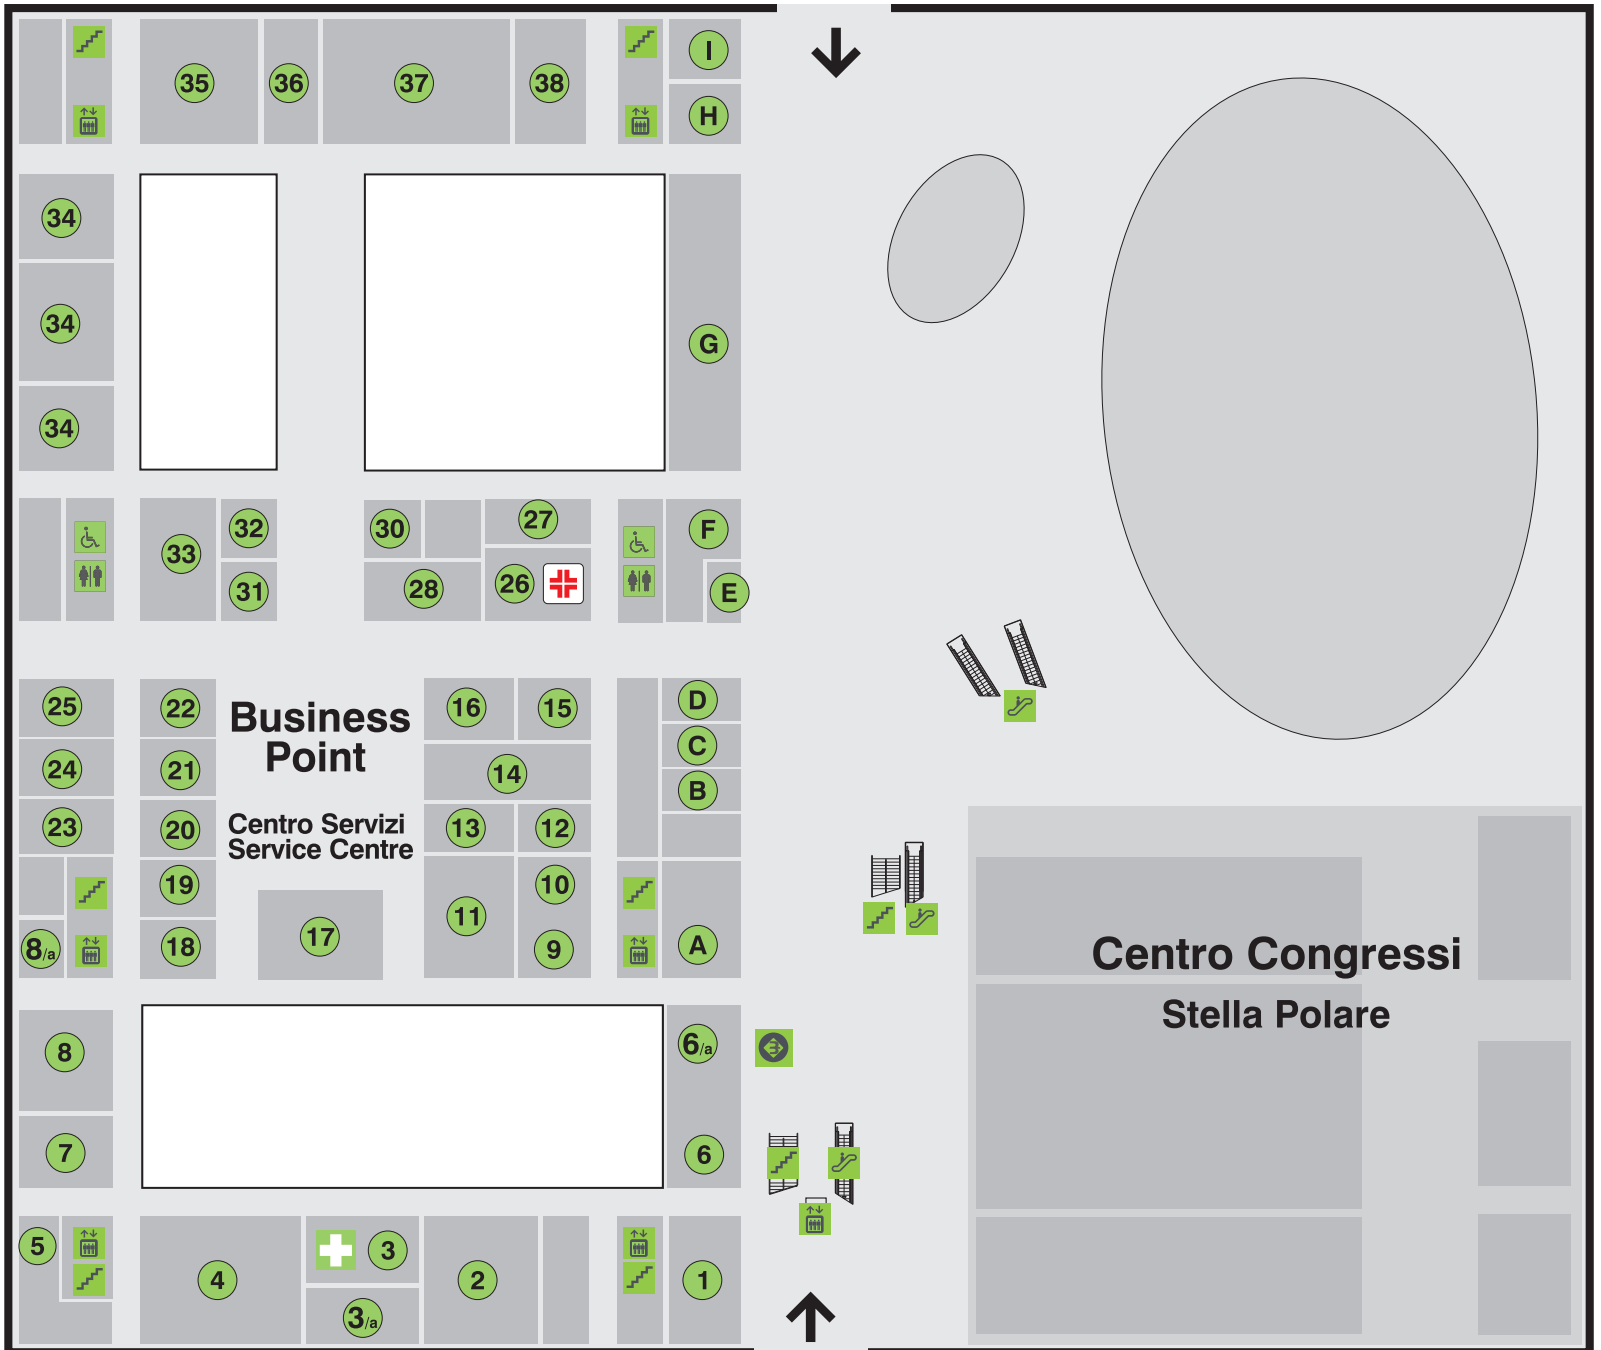 35 36 37 38 I
H
34
34 G
34
33 32 30 27 F
31 28 26 E
25 22 Business 16 15 D
Point C
24 21 14 B
23 20 Centro Servizi 13 12
Service Centre
19 10
8/a 18 17 11 9 A
Centro Congressi
Stella Polare
8 6/a
7 6
5 4 3 2 1
3/a